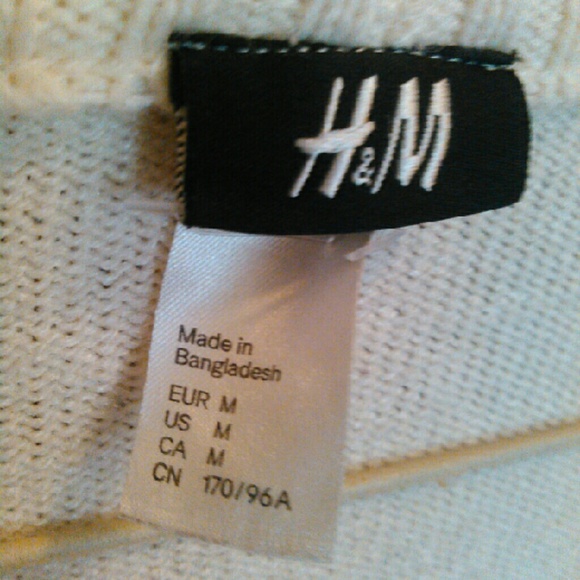 H&M
Made in
Bangladesh
EUR M
US M
CA M
CN 170/96A